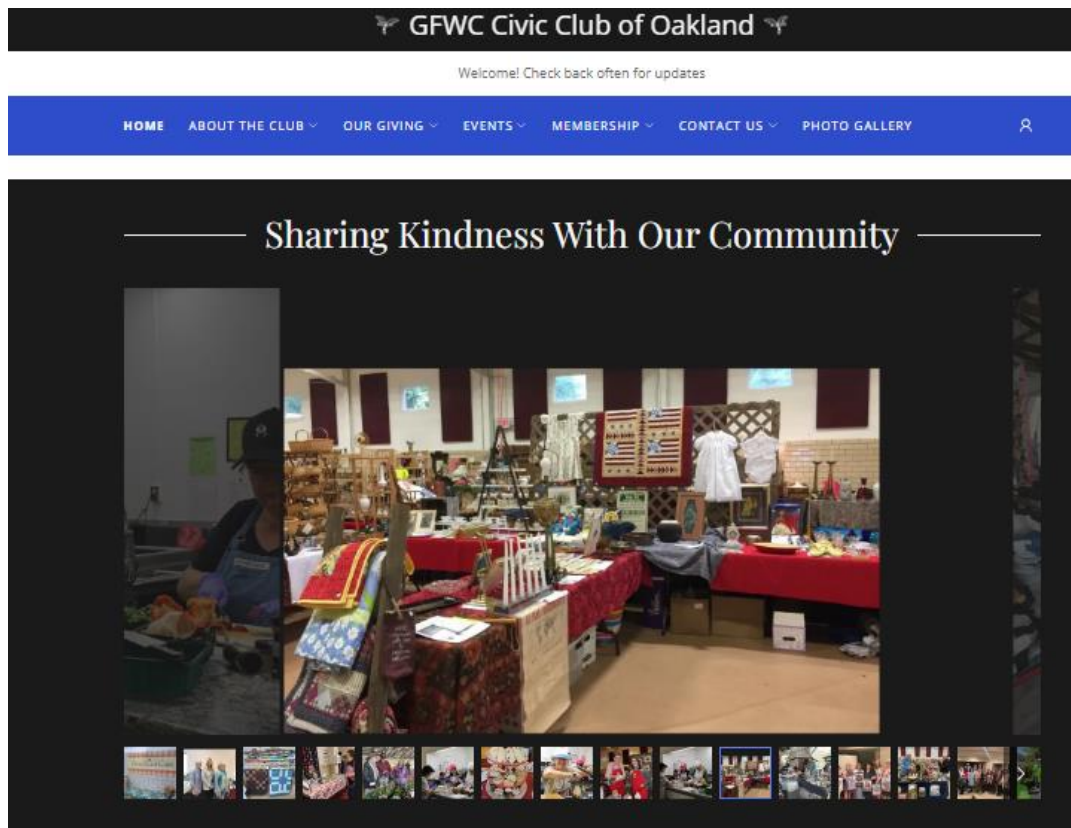 GFWC Civic Club of Oakland
Welcome! Check back often for updates
HOME ABOUT THE CLUB OUR GIVING EVENTS MEMBERSHIP CONTACT US PHOTO GALLERY
Sharing Kindness With Our Community